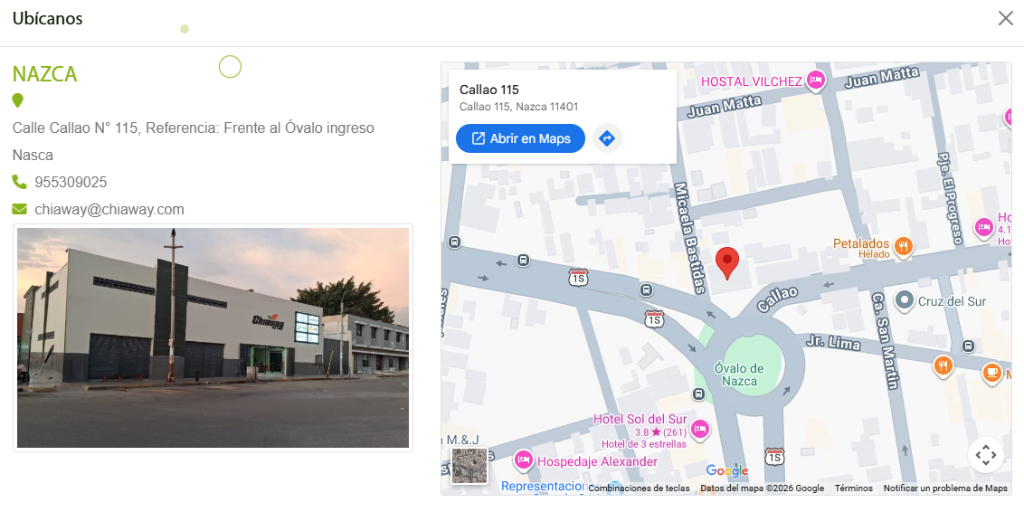 Ubícanos
NAZCA
Calle Callao N° 115, Referencia: Frente al Óvalo ingreso
Nasca
955309025
chiaway@chiaway.com
Chiaway
Callao 115
Callao 115, Nazca 11401
Abrir en Maps
HOSTAL VILCHEZ
Juan Matta
Juan Matta
Pje. El Progreso
Micaela Bastidas
Petalados
Helado
1S
Callao
Cruz del Sur
1S
Ca. San Martín
Jr. Lima
Óvalo de
Nazca
Hotel Sol del Sur
3.8 ★ (261)
Hotel de 3 estrellas
M.&.J
Hospedaje Alexander
1S
Google
Combinaciones de teclas
Datos del mapa ©2026 Google
Términos
Notificar un problema de Maps